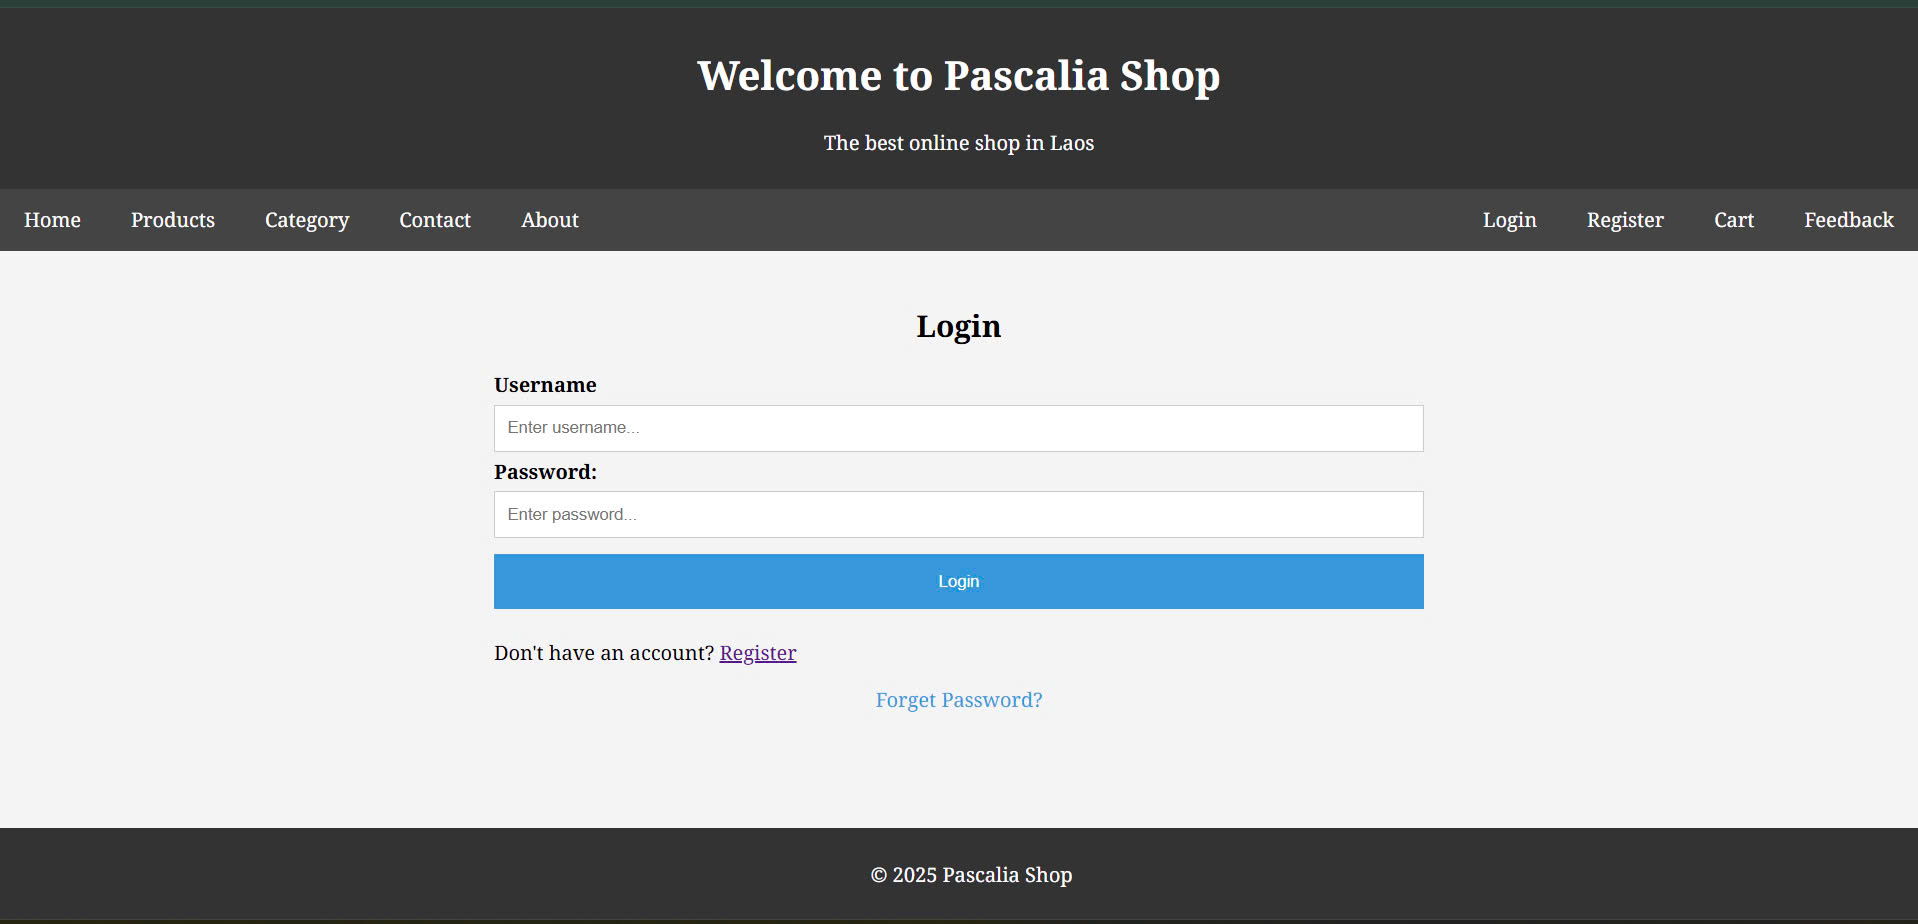 Welcome to Pascalia Shop
The best online shop in Laos
Home Products Category Contact About Login Register Cart Feedback
Login
Username
Enter username...
Password:
Enter password...
Login
Don't have an account? Register
Forget Password?
© 2025 Pascalia Shop